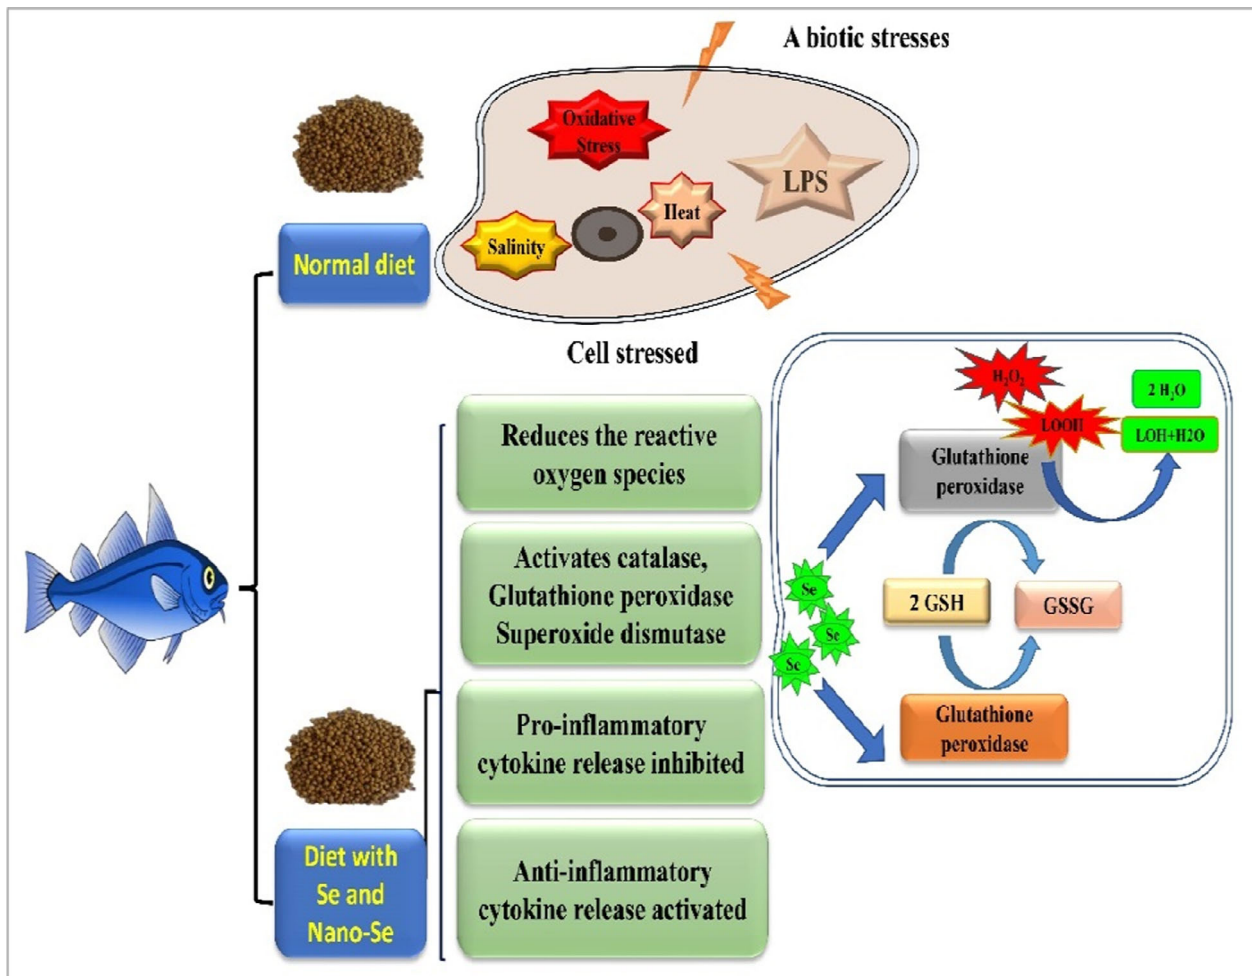 A biotic stresses
Oxidative
Stress
LPS
Heat
Salinity
Normal diet
Cell stressed
Reduces the reactive
oxygen species
Activates catalase,
Glutathione peroxidase
Superoxide dismutase
Pro-inflammatory
cytokine release inhibited
Anti-inflammatory
cytokine release activated
Diet with
Se and
Nano-Se
H₂O₂
LOOH
2 H₂O
LOH+H2O
Glutathione
peroxidase
2 GSH
GSSG
Se
Se
Se
Glutathione
peroxidase